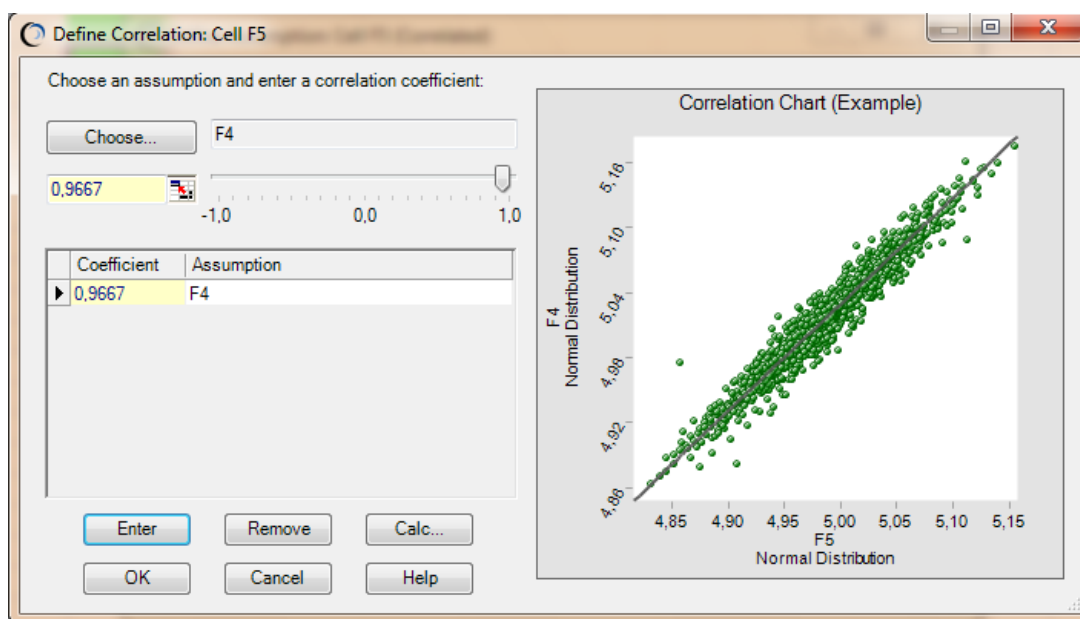 Define Correlation: Cell F5
Choose an assumption and enter a correlation coefficient:
Choose...
F4
0,9667
-1,0
0,0
1,0
Coefficient
Assumption
0,9667
F4
Enter
Remove
Calc...
OK
Cancel
Help
Correlation Chart (Example)
F4
Normal Distribution
5,16
5,10
5,04
4,98
4,92
4,86
4,85
4,90
4,95
5,00
5,05
5,10
5,15
F5
Normal Distribution